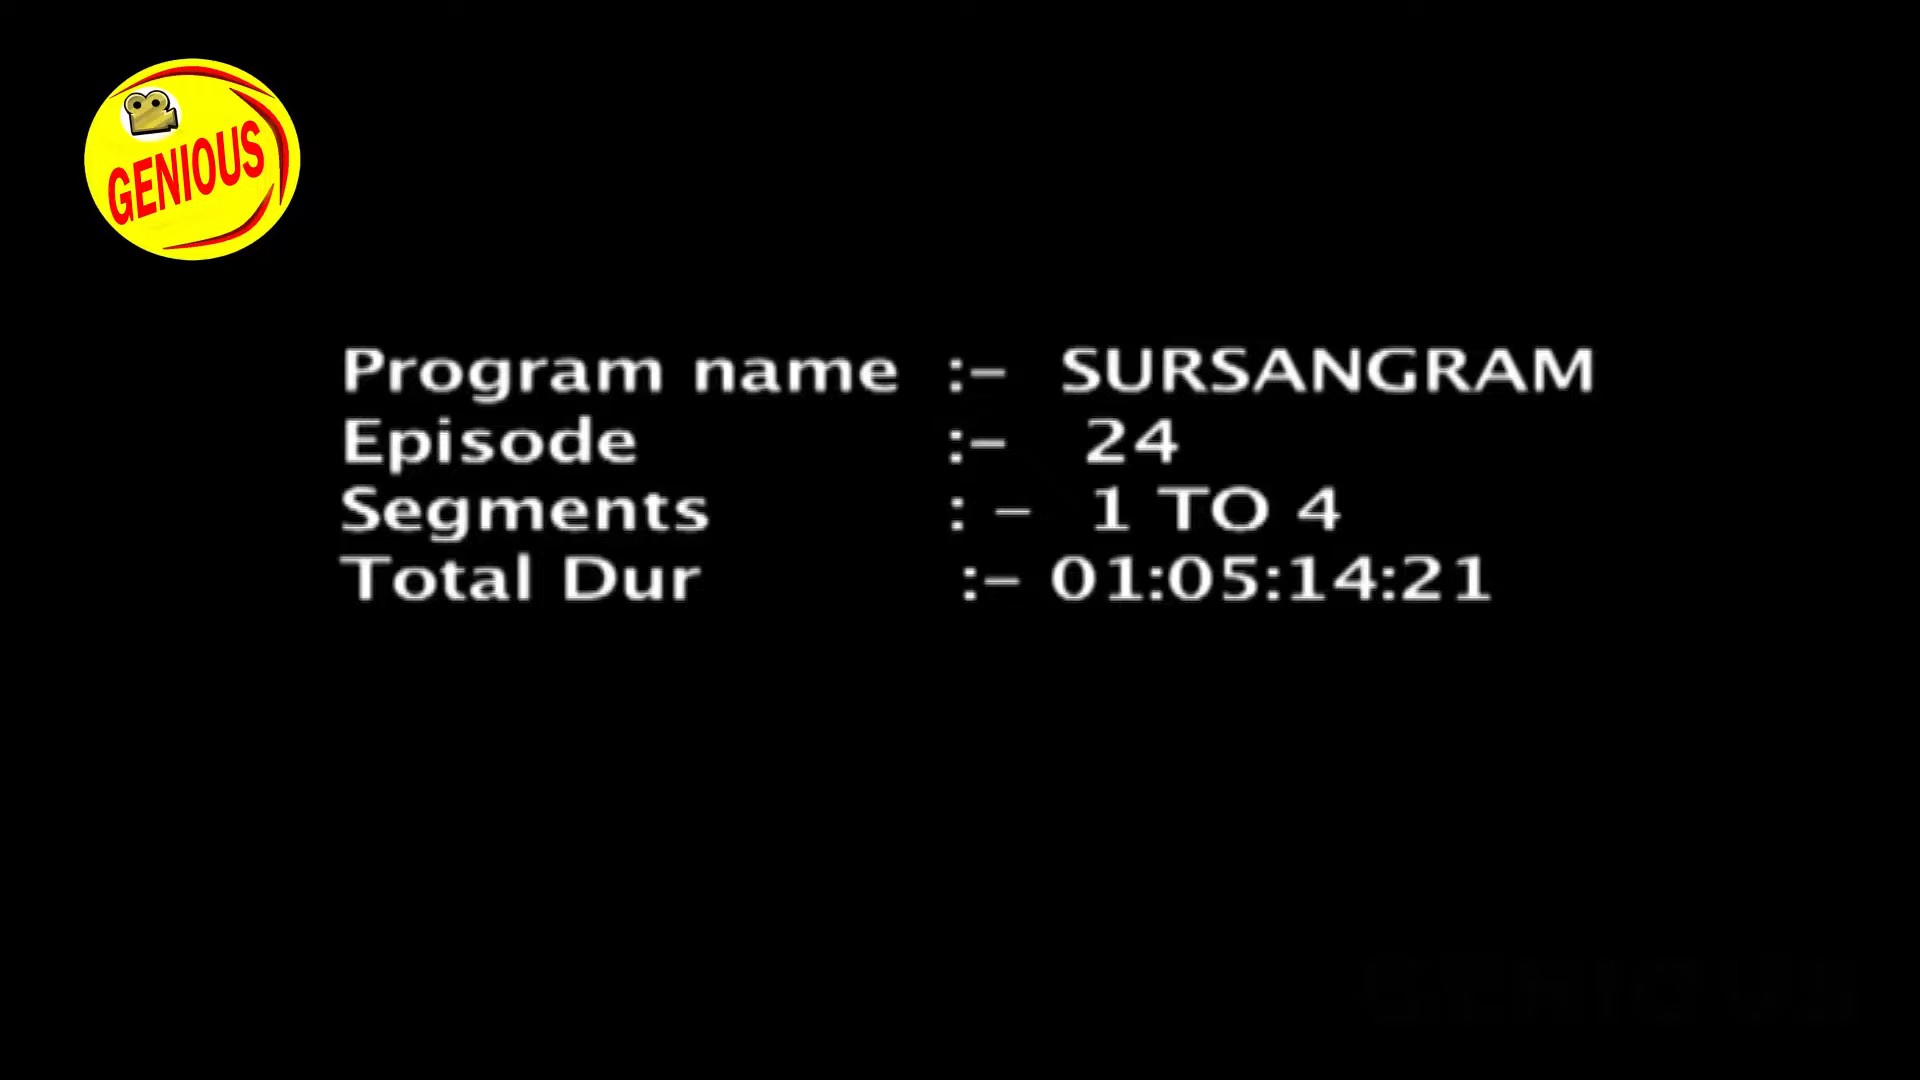 GENIOUS
Program name :- SURSANGRAM
Episode :- 24
Segments : - 1 TO 4
Total Dur :- 01:05:14:21